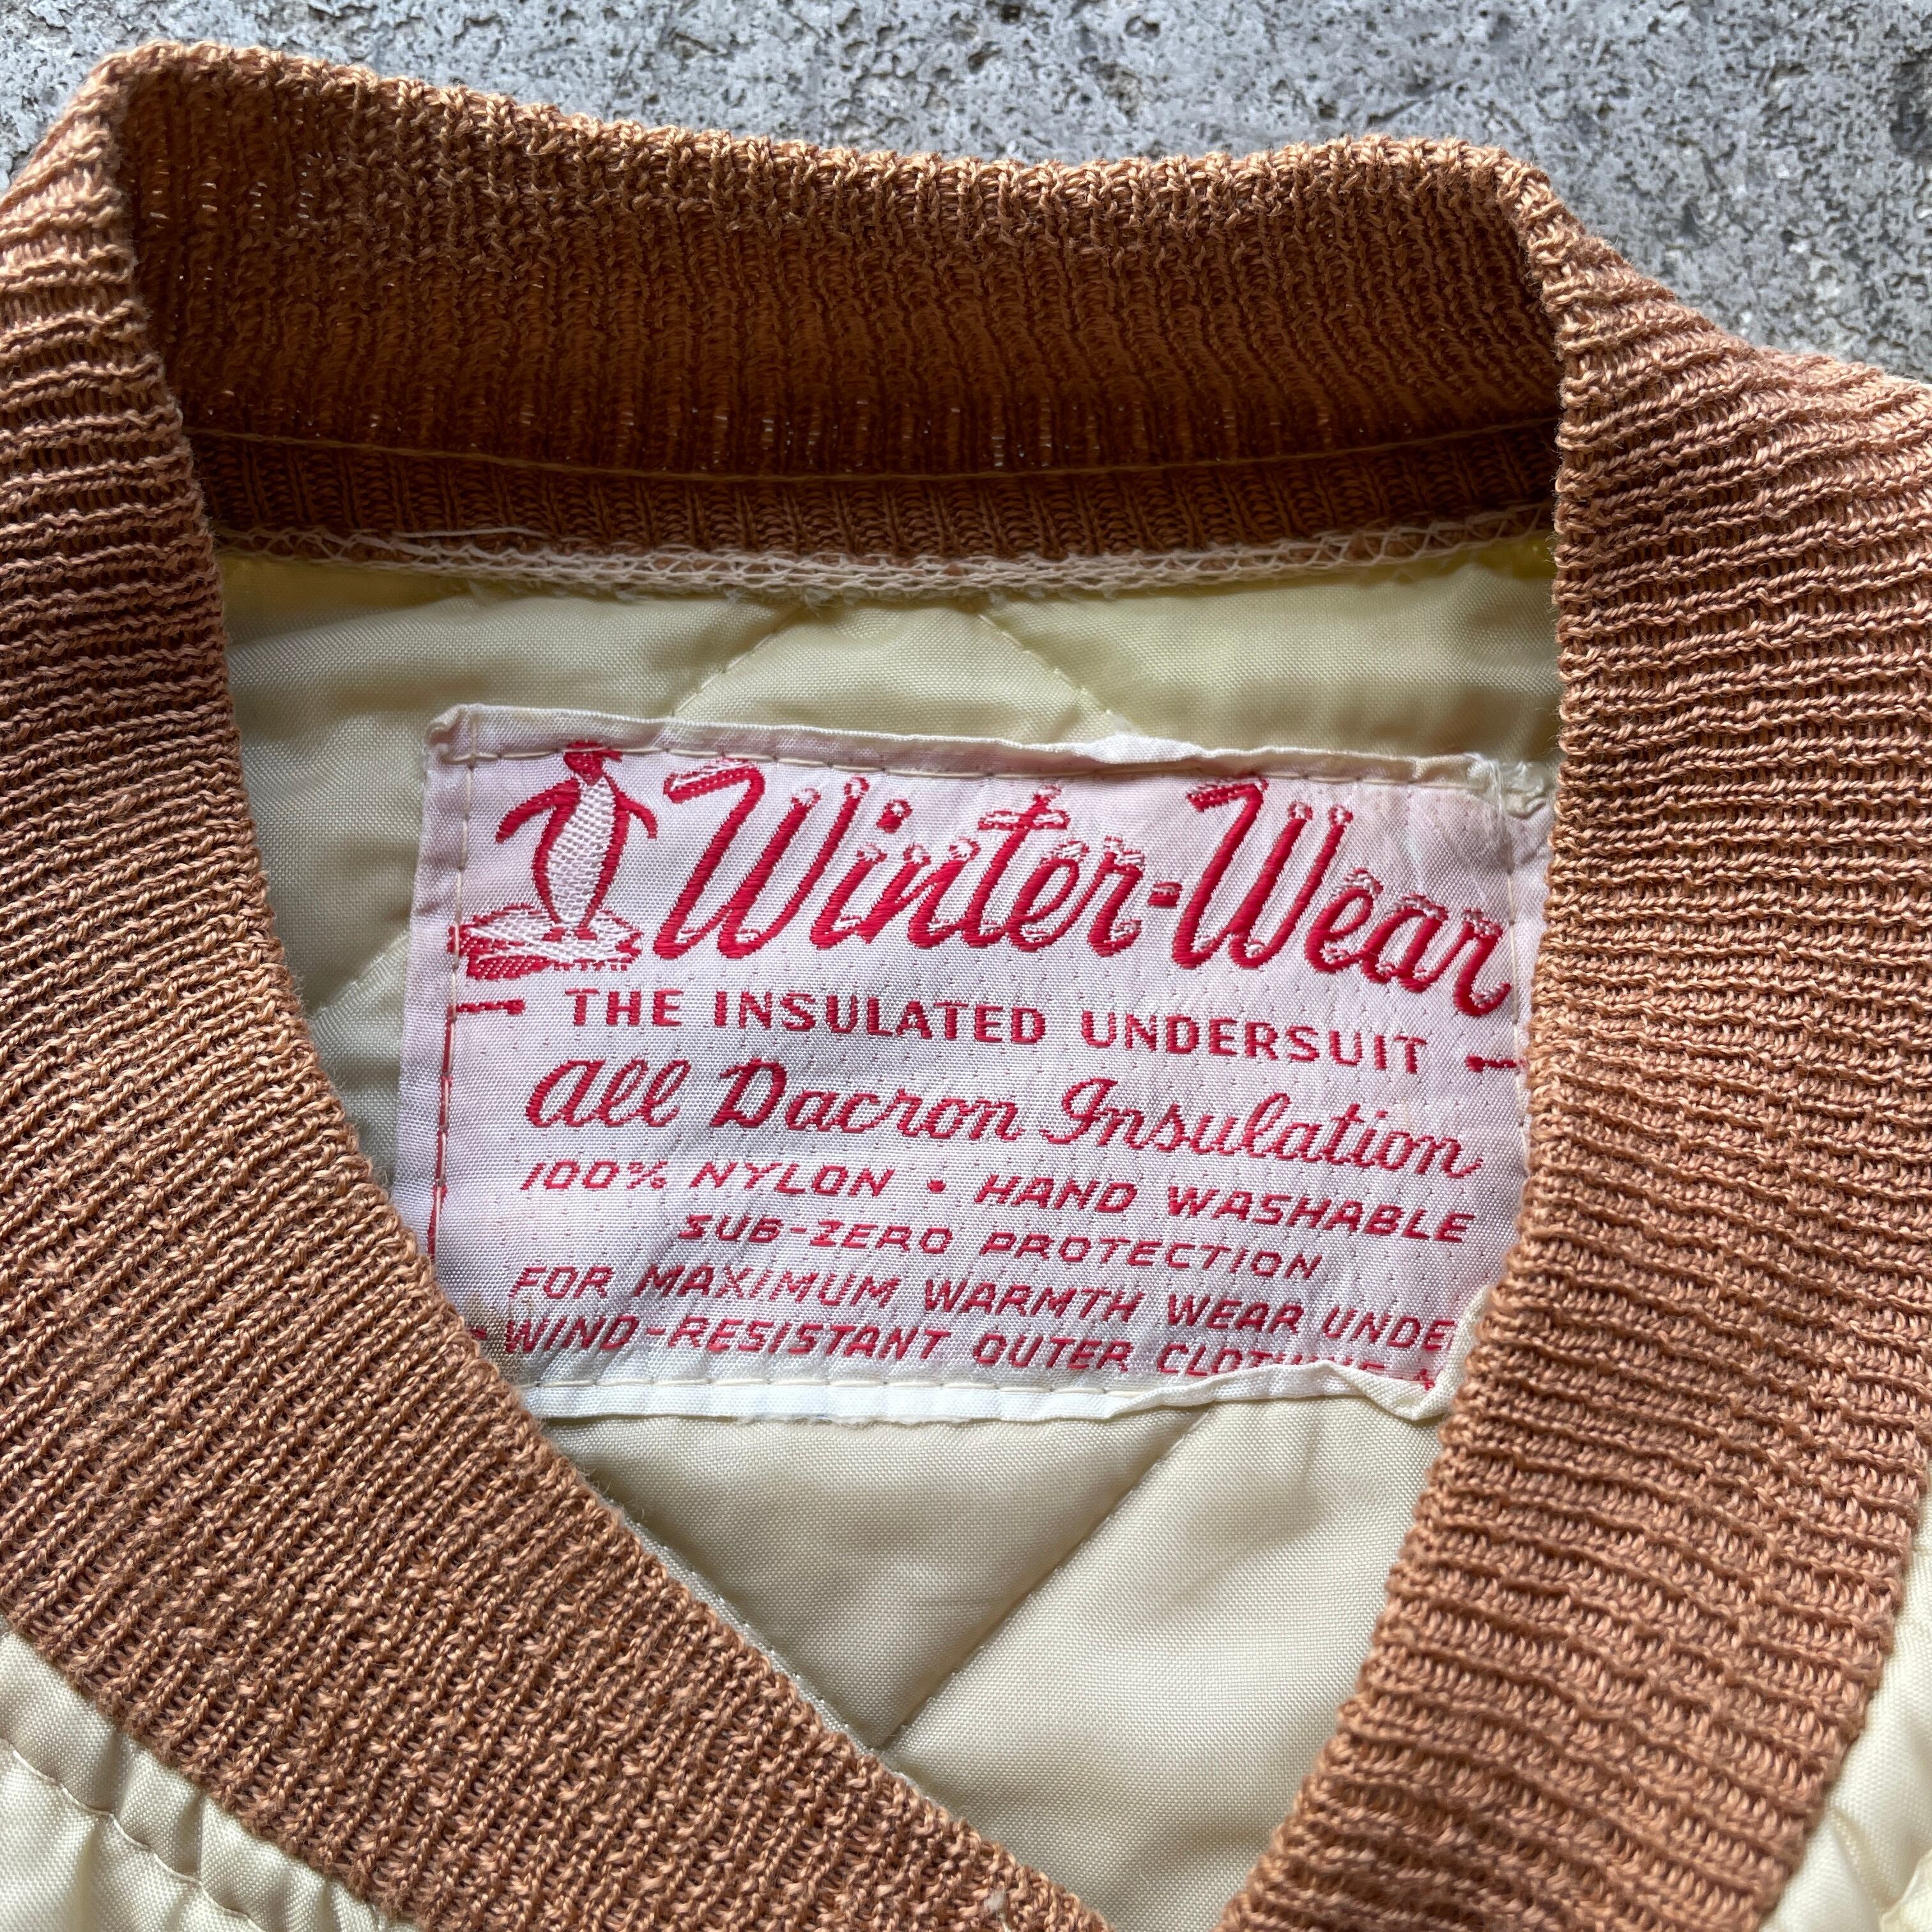 Winter-Wear
THE INSULATED UNDERSUIT
All Dacron Insulation
100% NYLON • HAND WASHABLE
SUB-ZERO PROTECTION
FOR MAXIMUM WARMTH WEAR UNDE
WIND-RESISTANT OUTER